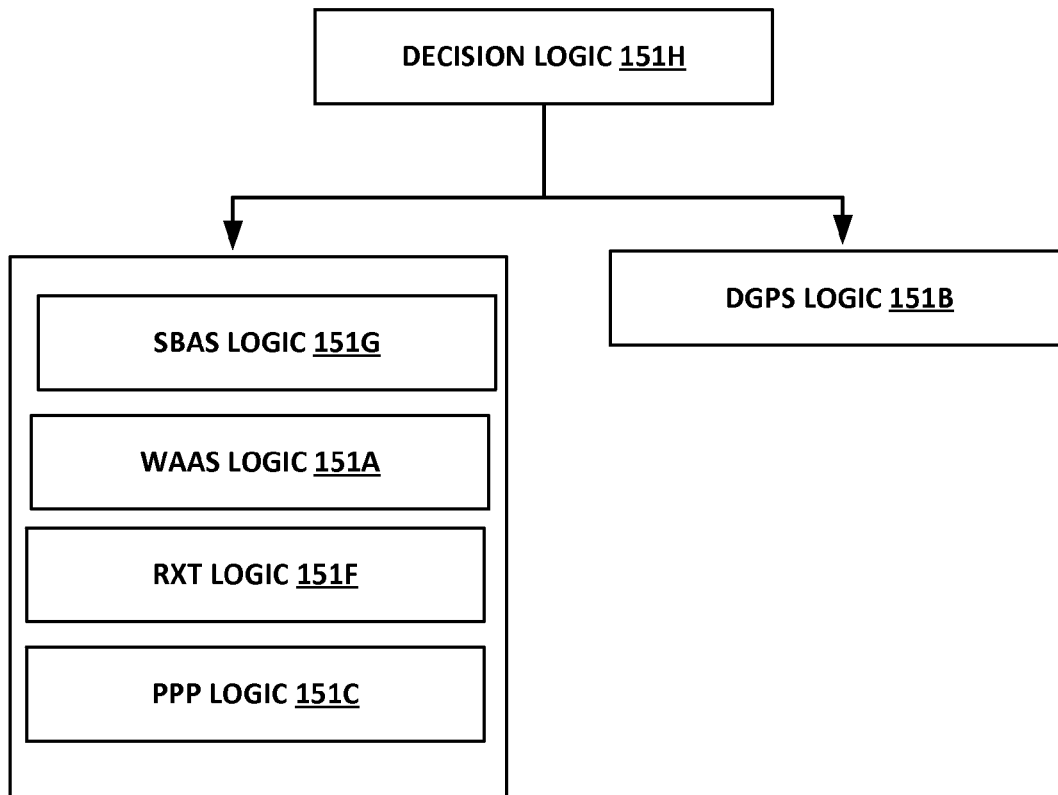 DECISION LOGIC 151H
SBAS LOGIC 151G
DGPS LOGIC 151B
WAAS LOGIC 151A
RXT LOGIC 151F
PPP LOGIC 151C